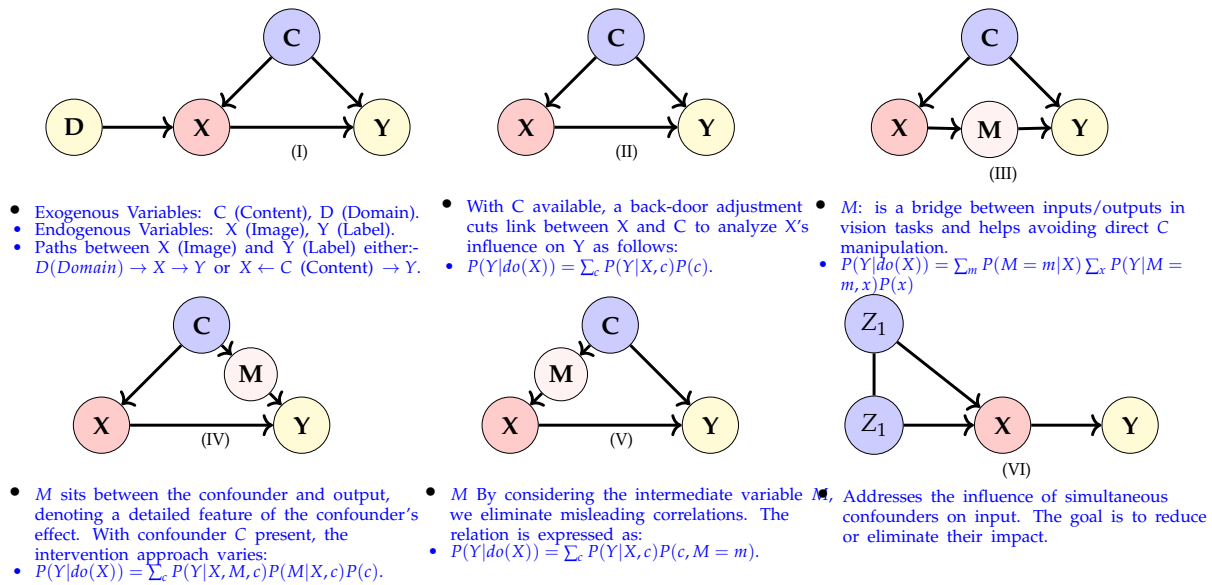 C
D
X
Y
(I)
• Exogenous Variables: C (Content), D (Domain).
• Endogenous Variables: X (Image), Y (Label).
• Paths between X (Image) and Y (Label) either:-
D(Domain) → X → Y or X ← C (Content) → Y.
C
X
Y
(II)
• With C available, a back-door adjustment
cuts link between X and C to analyze X's
influence on Y as follows:
• P(Y|do(X)) = ∑c P(Y|X, c)P(c).
C
X
M
Y
(III)
• M: is a bridge between inputs/outputs in
vision tasks and helps avoiding direct C
manipulation.
• P(Y|do(X)) = ∑m P(M = m|X) ∑x P(Y|M =
m, x)P(x)
C
M
X
Y
(IV)
• M sits between the confounder and output,
denoting a detailed feature of the confounder's
effect. With confounder C present, the
intervention approach varies:
• P(Y|do(X)) = ∑c P(Y|X, M, c)P(M|X, c)P(c).
C
M
X
Y
(V)
• M By considering the intermediate variable M,
we eliminate misleading correlations. The
relation is expressed as:
• P(Y|do(X)) = ∑c P(Y|X, c)P(c, M = m).
Z1
Z1
X
Y
(VI)
• Addresses the influence of simultaneous
confounders on input. The goal is to reduce
or eliminate their impact.